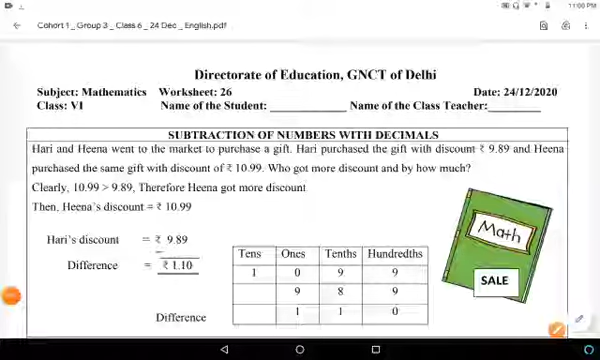 11:00 PM
Cohort 1 _ Group 3 _ Class 6 _ 24 Dec _ English.pdf
Directorate of Education, GNCT of Delhi
Subject: Mathematics Worksheet: 26 Date: 24/12/2020
Class: VI Name of the Student: ______________ Name of the Class Teacher:__________
SUBTRACTION OF NUMBERS WITH DECIMALS
Hari and Heena went to the market to purchase a gift. Hari purchased the gift with discount ₹ 9.89 and Heena
purchased the same gift with discount of ₹ 10.99. Who got more discount and by how much?
Clearly, 10.99 > 9.89, Therefore Heena got more discount
Then, Heena's discount = ₹ 10.99
Hari's discount = ₹ 9.89
Difference = ₹ 1.10
Tens Ones Tenths Hundredths
1 0 9 9
9 8 9
Difference 1 1 0
Math
SALE